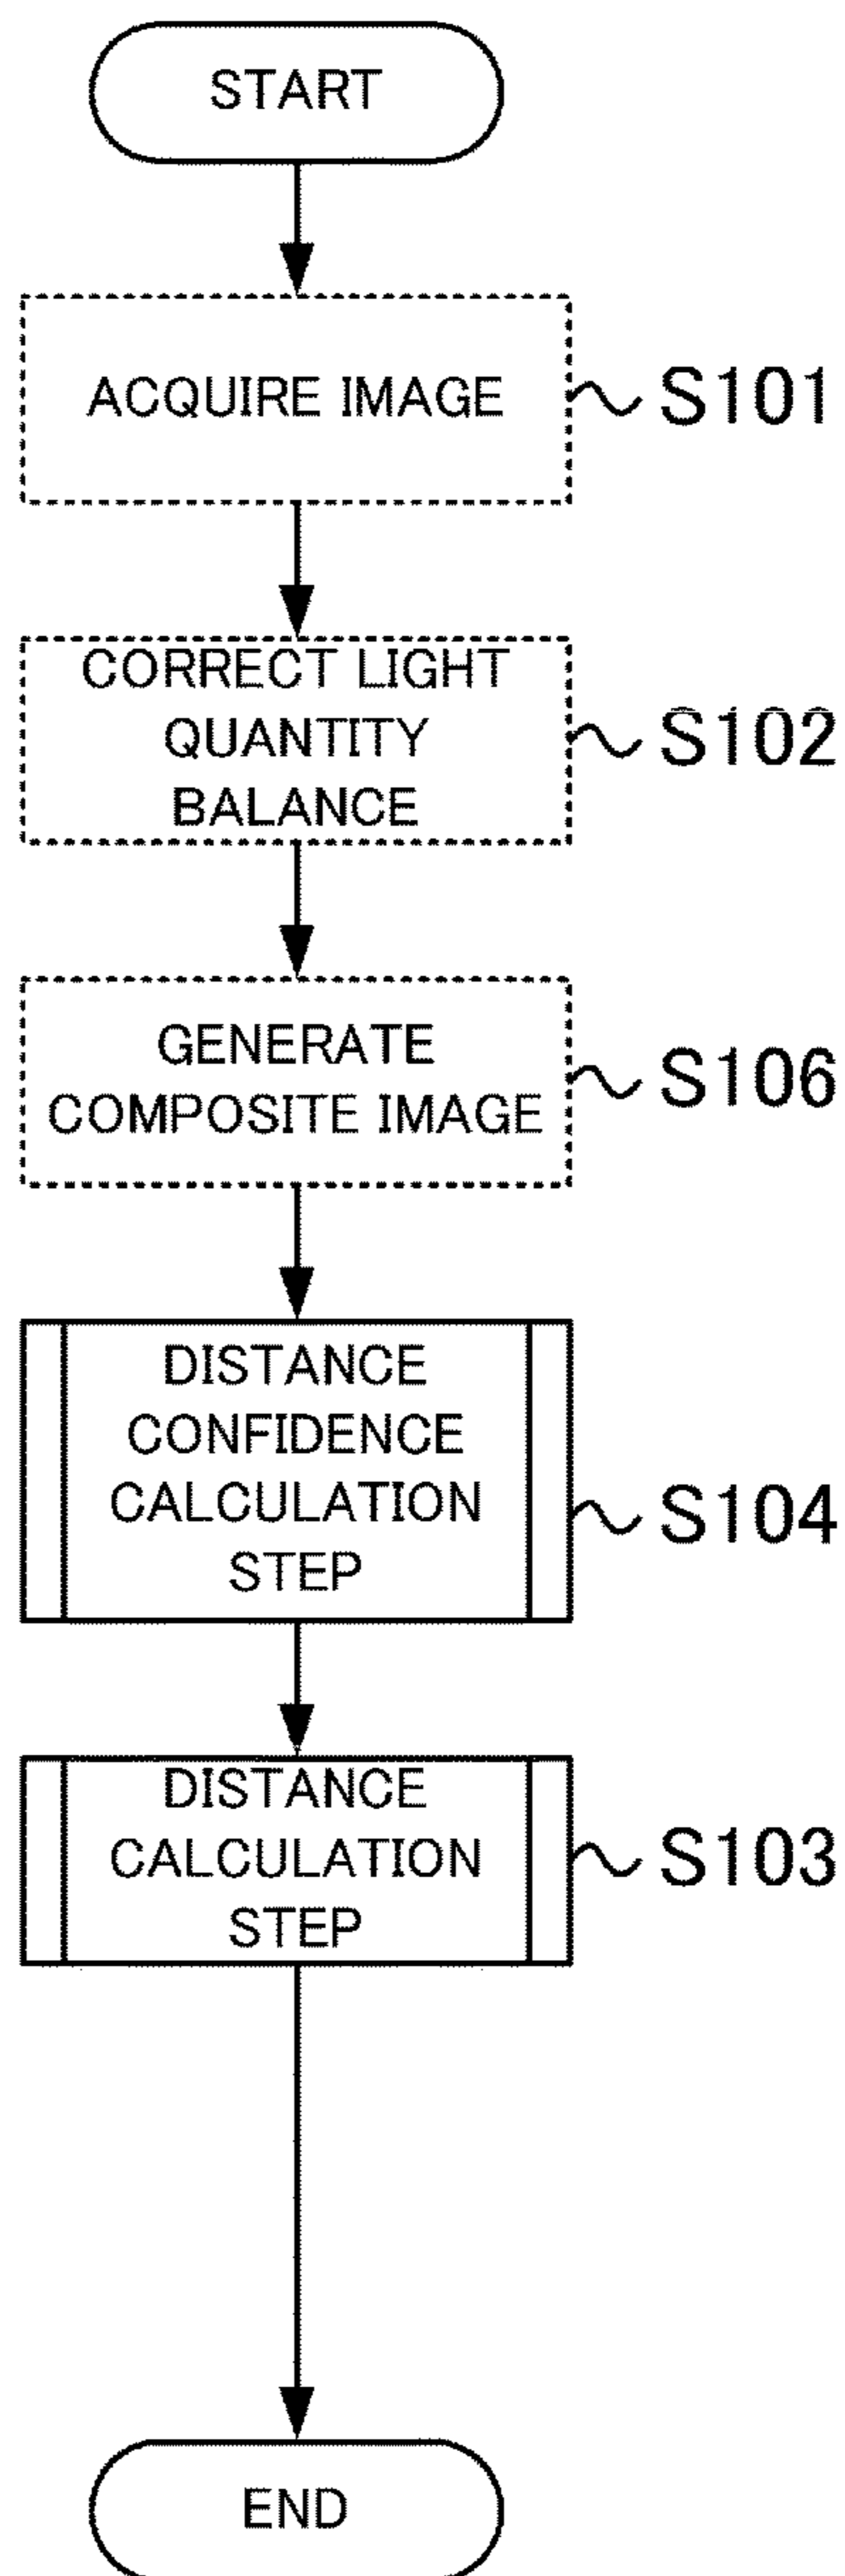 START
ACQUIRE IMAGE
S101
CORRECT LIGHT
QUANTITY
BALANCE
S102
GENERATE
COMPOSITE IMAGE
S106
DISTANCE
CONFIDENCE
CALCULATION
STEP
S104
DISTANCE
CALCULATION
STEP
S103
END